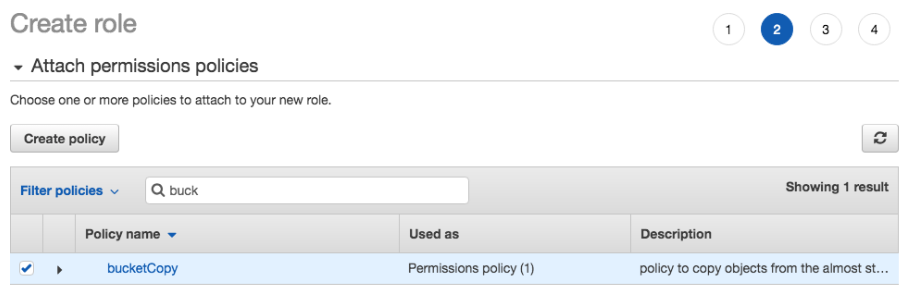 Create role
1 2 3 4
Attach permissions policies
Choose one or more policies to attach to your new role.
Create policy
Filter policies buck Showing 1 result
Policy name Used as Description
bucketCopy Permissions policy (1) policy to copy objects from the almost st...